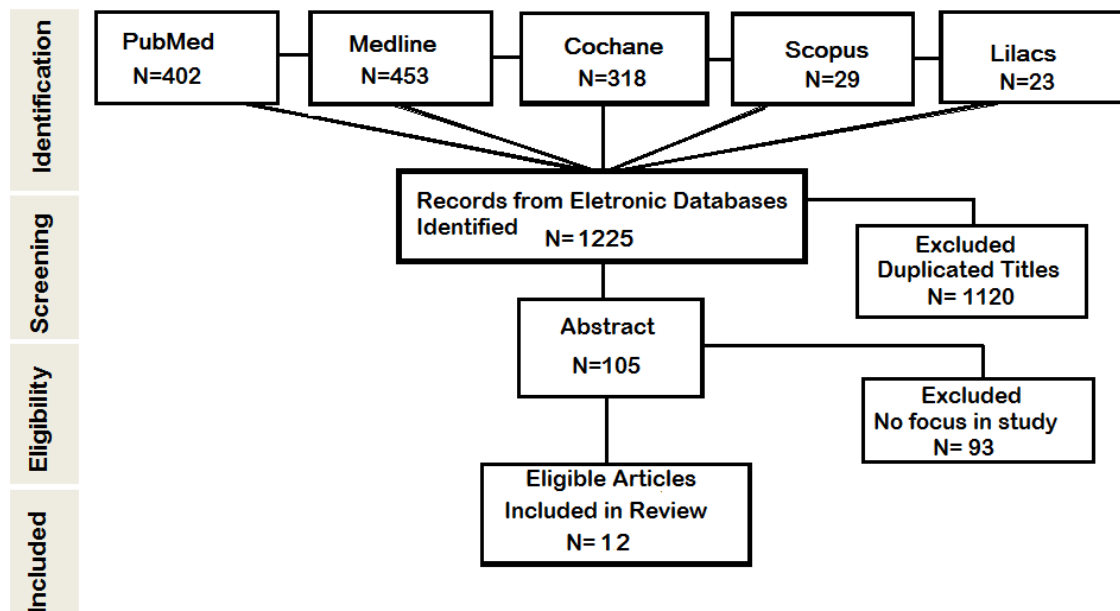 Identification
PubMed
N=402
Medline
N=453
Cochane
N=318
Scopus
N=29
Lilacs
N=23
Records from Eletronic Databases
Identified
N= 1225
Screening
Excluded
Duplicated Titles
N= 1120
Abstract
N=105
Eligibility
Excluded
No focus in study
N= 93
Eligible Articles
Included in Review
N= 12
Included